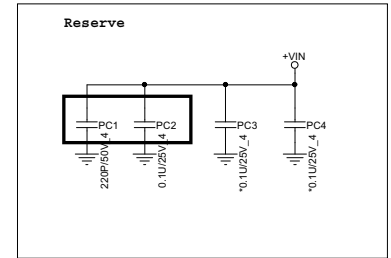 Reserve
+VIN
PC1
PC2
PC3
PC4
220P/50V_4
0.1U/25V_4
*0.1U/25V_4
*0.1U/25V_4